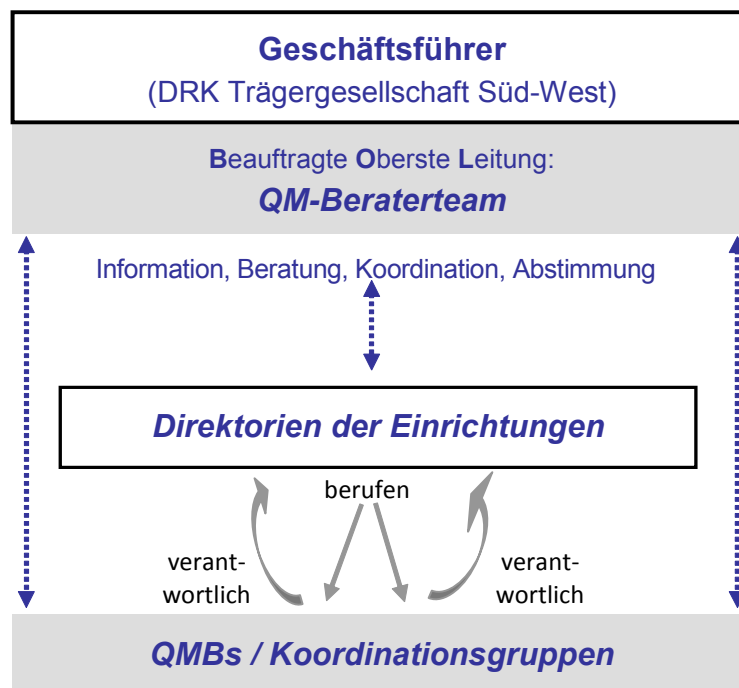 Geschäftsführer
(DRK Trägergesellschaft Süd-West)
Beauftragte Oberste Leitung:
QM-Beraterteam
Information, Beratung, Koordination, Abstimmung
Direktorien der Einrichtungen
berufen
verant-
wortlich
verant-
wortlich
QMBs / Koordinationsgruppen